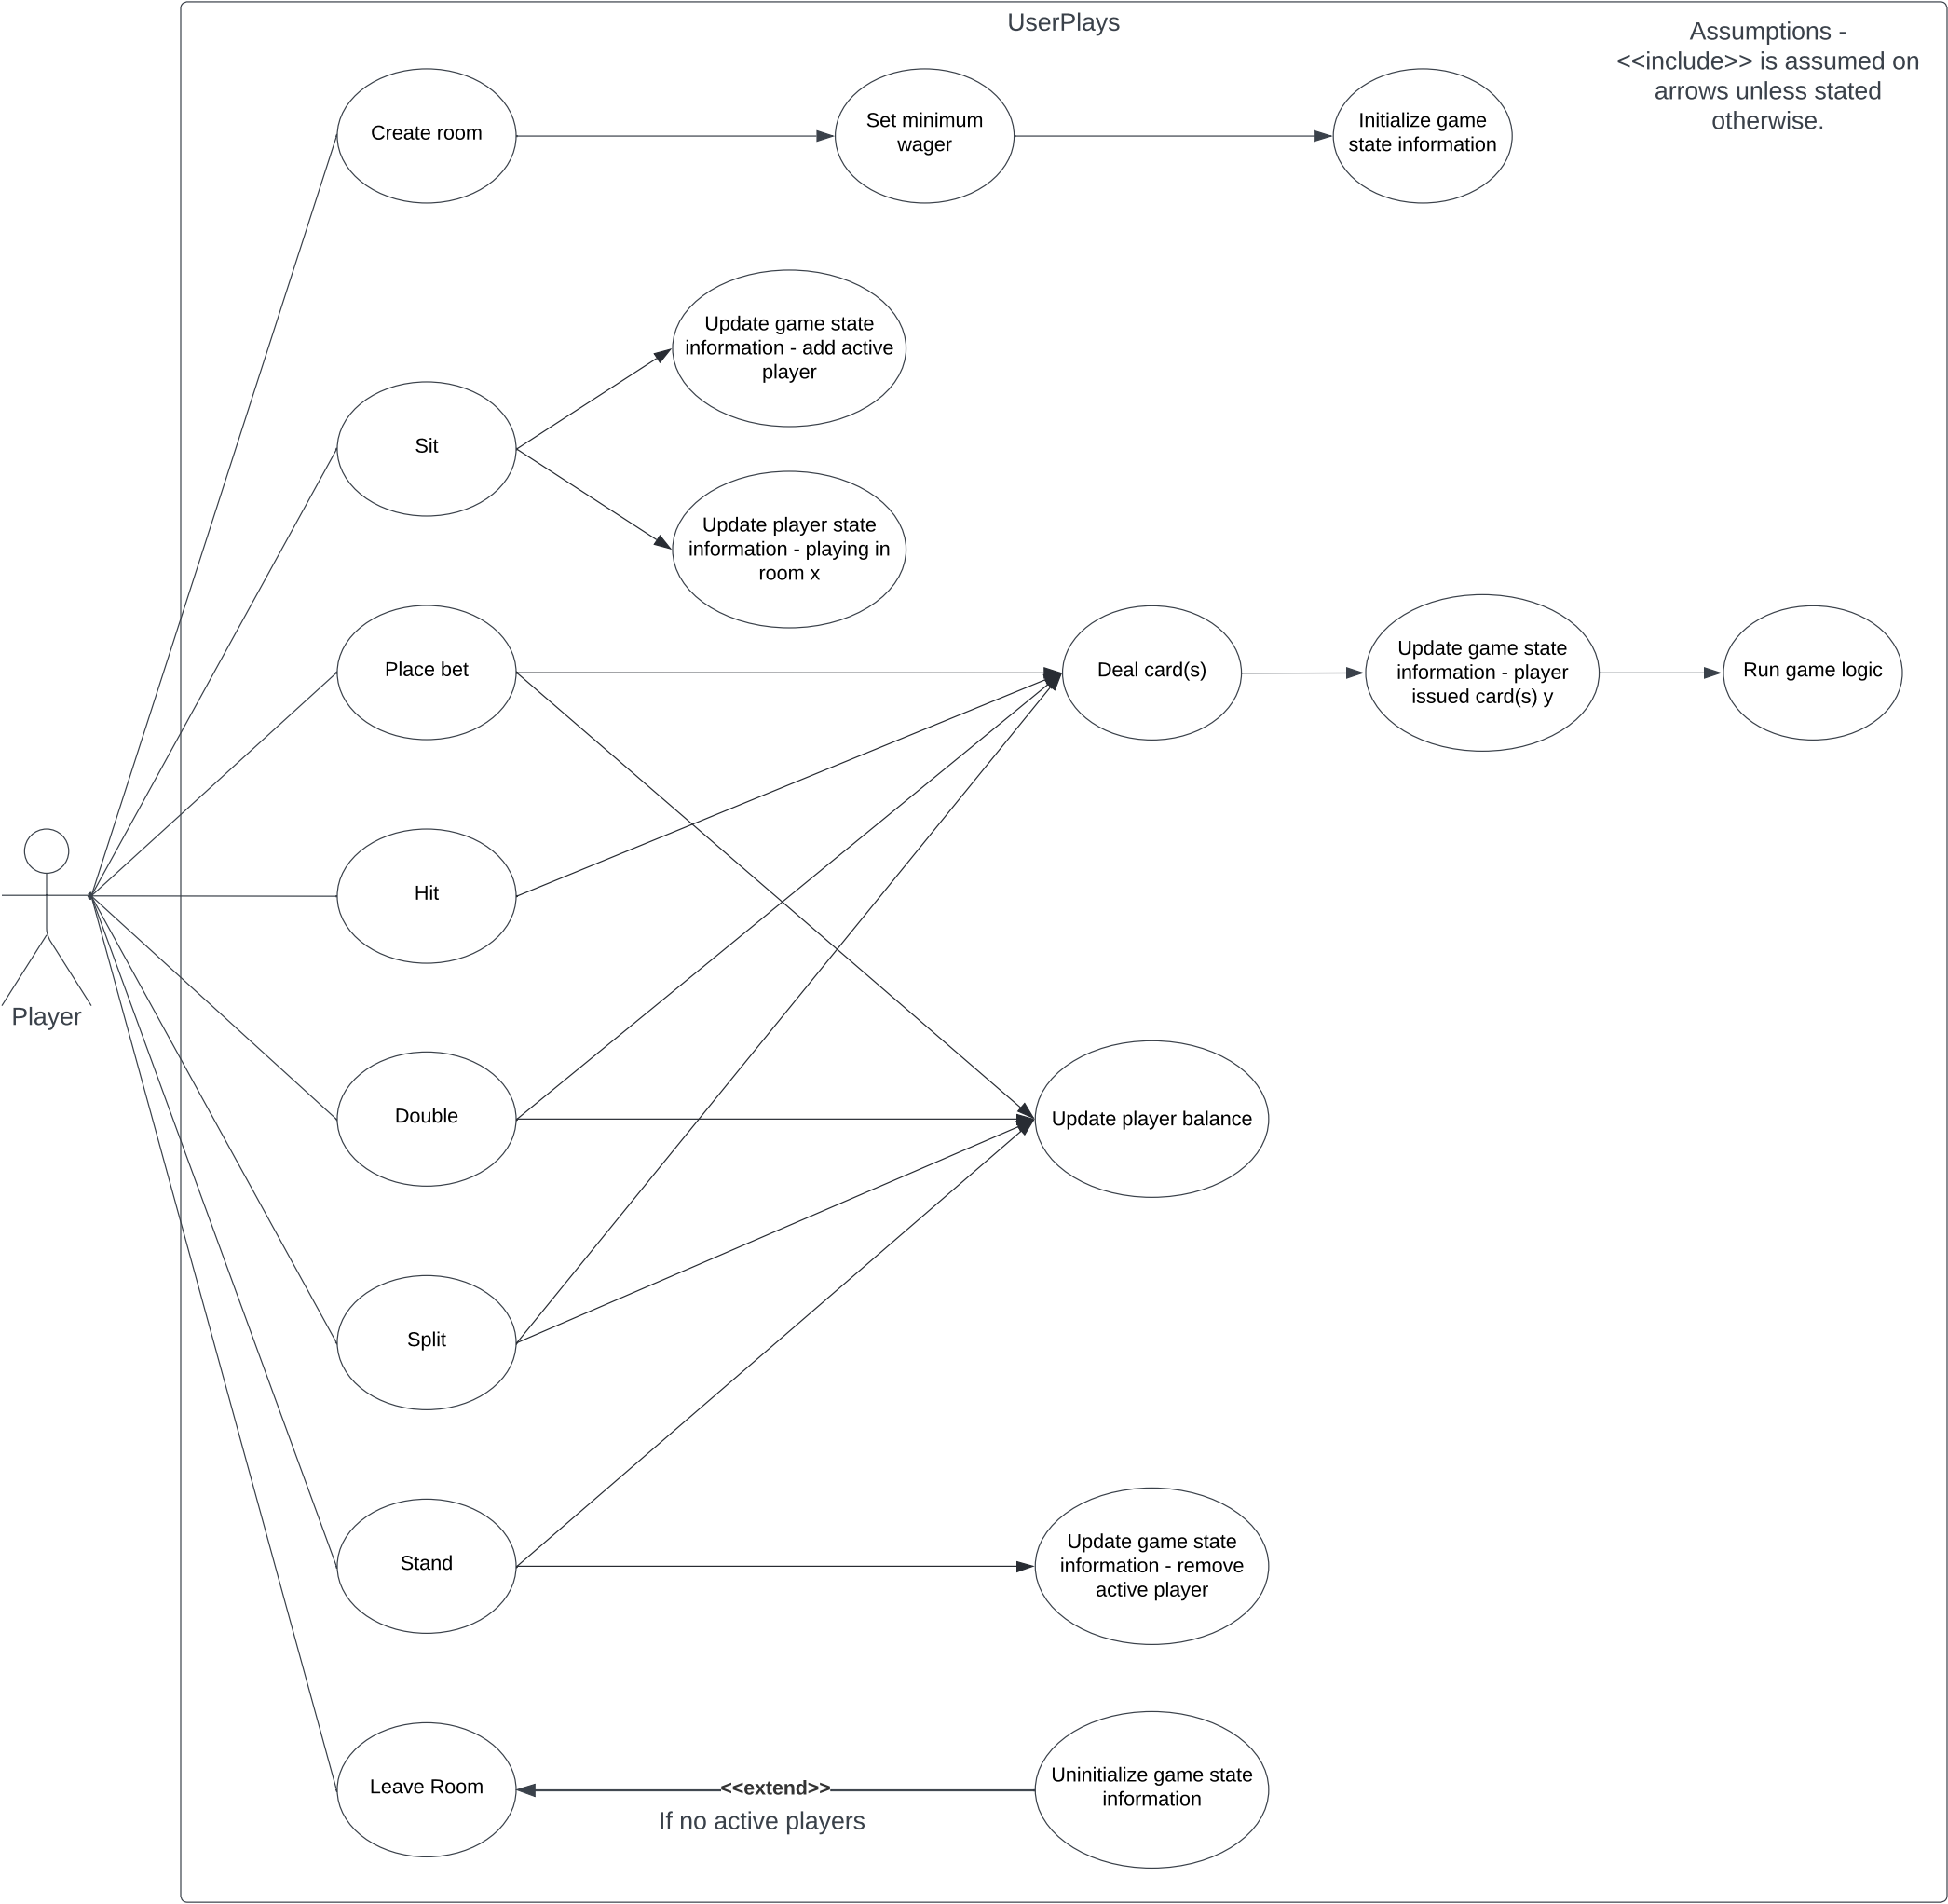 UserPlays
Assumptions -
<<include>> is assumed on
arrows unless stated
otherwise.
Create room
Set minimum
wager
Initialize game
state information
Update game state
information - add active
player
Sit
Update player state
information - playing in
room x
Place bet
Deal card(s)
Update game state
information - player
issued card(s) y
Run game logic
Hit
Player
Double
Update player balance
Split
Stand
Update game state
information - remove
active player
Leave Room
<<extend>>
If no active players
Uninitialize game state
information